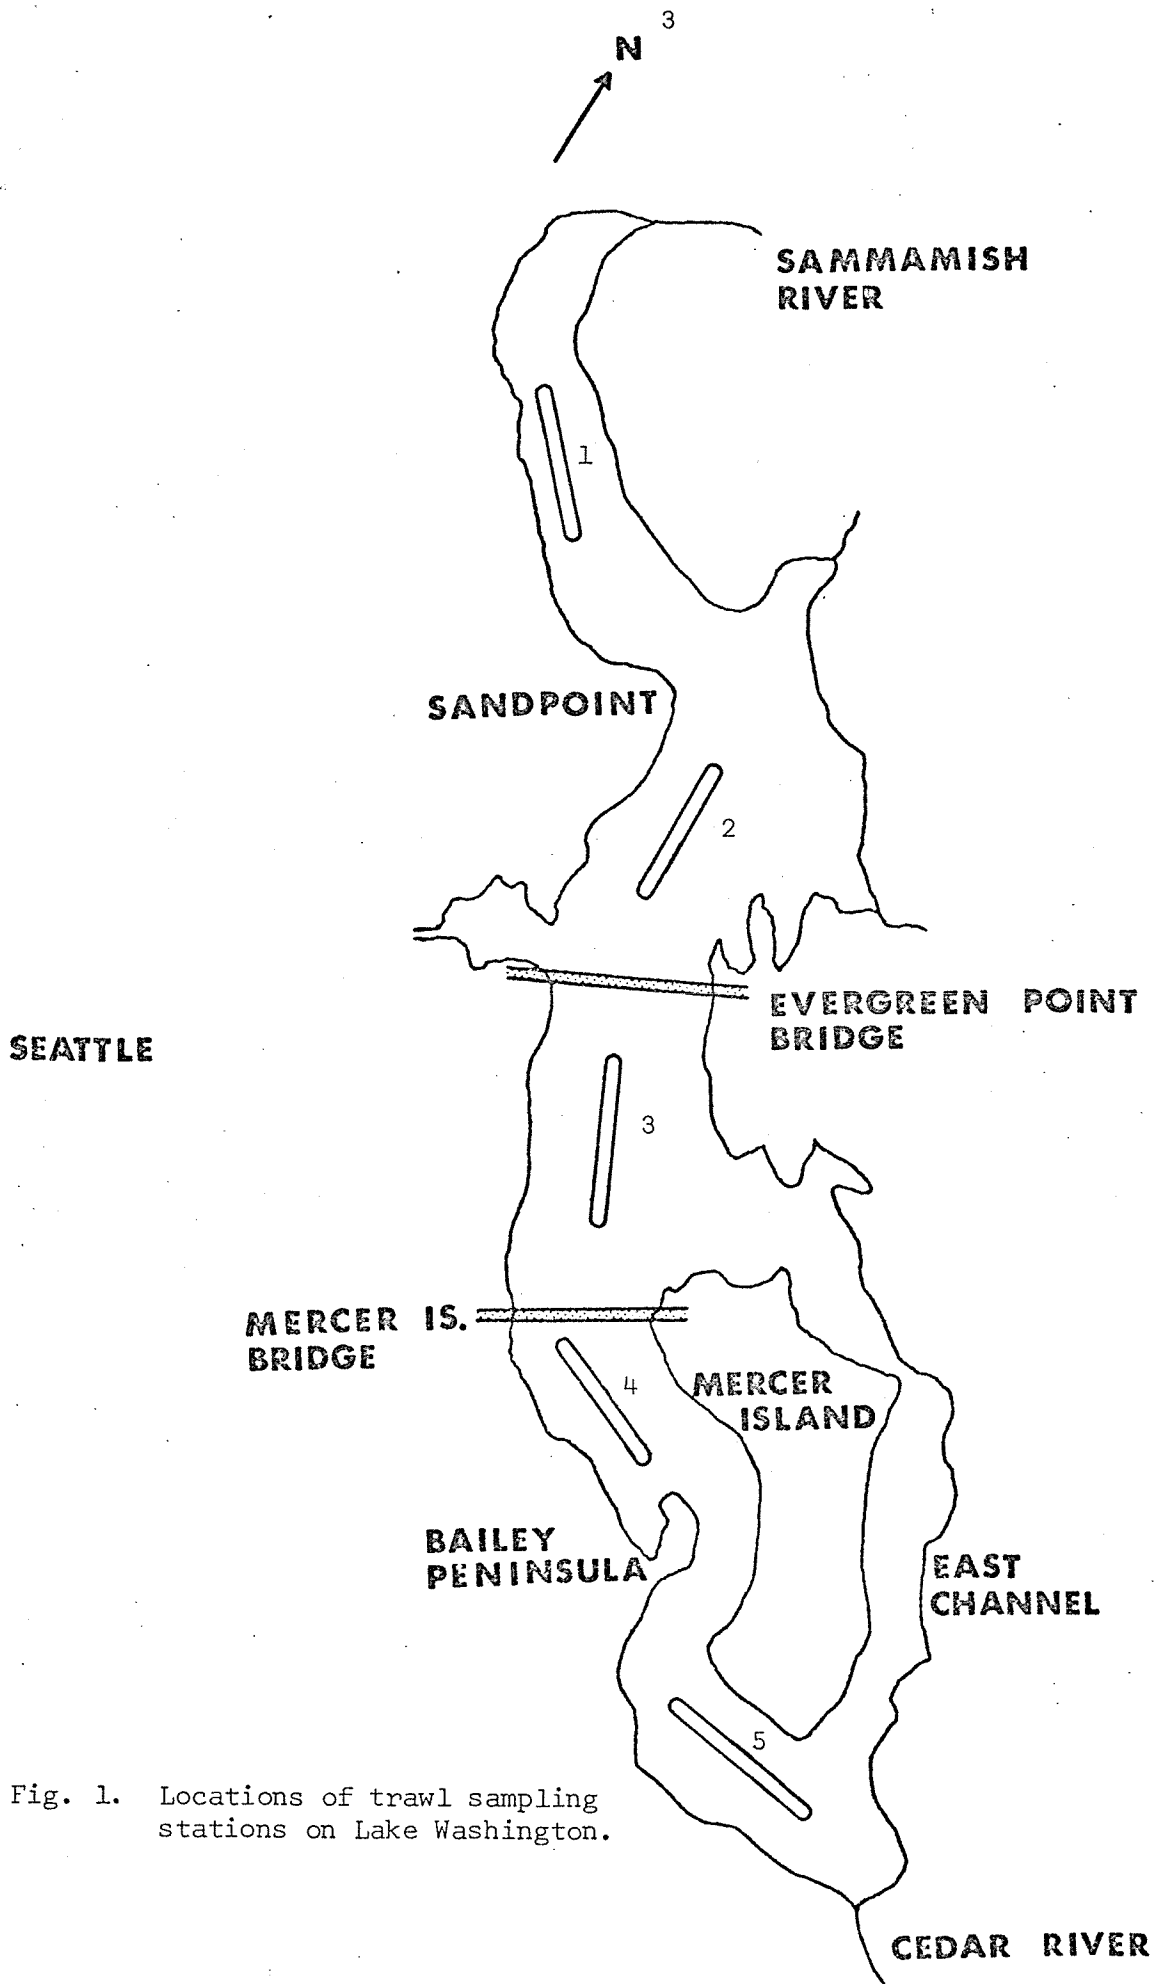 3
N
SAMMAMISH
RIVER
1
SANDPOINT
2
EVERGREEN POINT
BRIDGE
SEATTLE
3
MERCER IS.
BRIDGE
4
MERCER
ISLAND
BAILEY
PENINSULA
EAST
CHANNEL
5
Fig. 1. Locations of trawl sampling
stations on Lake Washington.
CEDAR RIVER